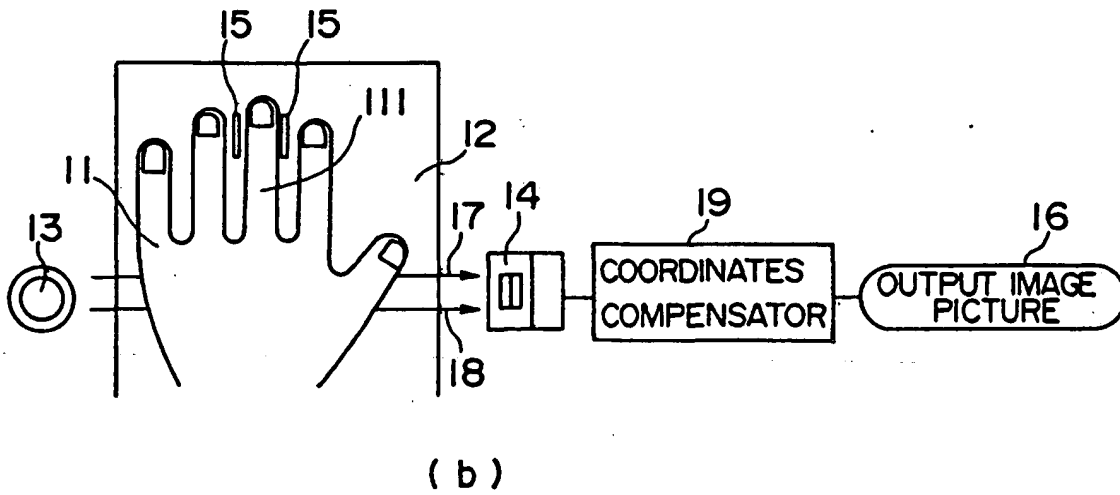 15 15
111
12
11
13
17
14
19
16
COORDINATES
COMPENSATOR
OUTPUT IMAGE
PICTURE
18
(b)